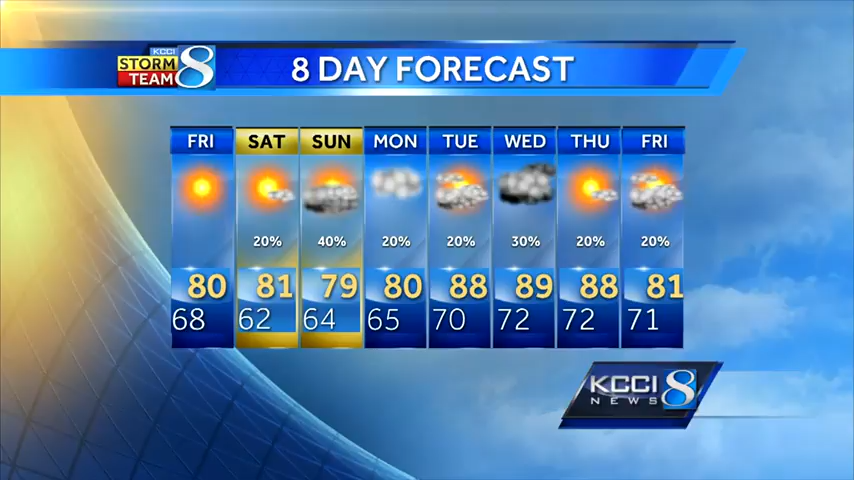 KCCI
STORM
TEAM 8
8 DAY FORECAST
FRI SAT SUN MON TUE WED THU FRI
20% 40% 20% 20% 30% 20% 20%
80 81 79 80 88 89 88 81
68 62 64 65 70 72 72 71
KCCI 8
NEWS